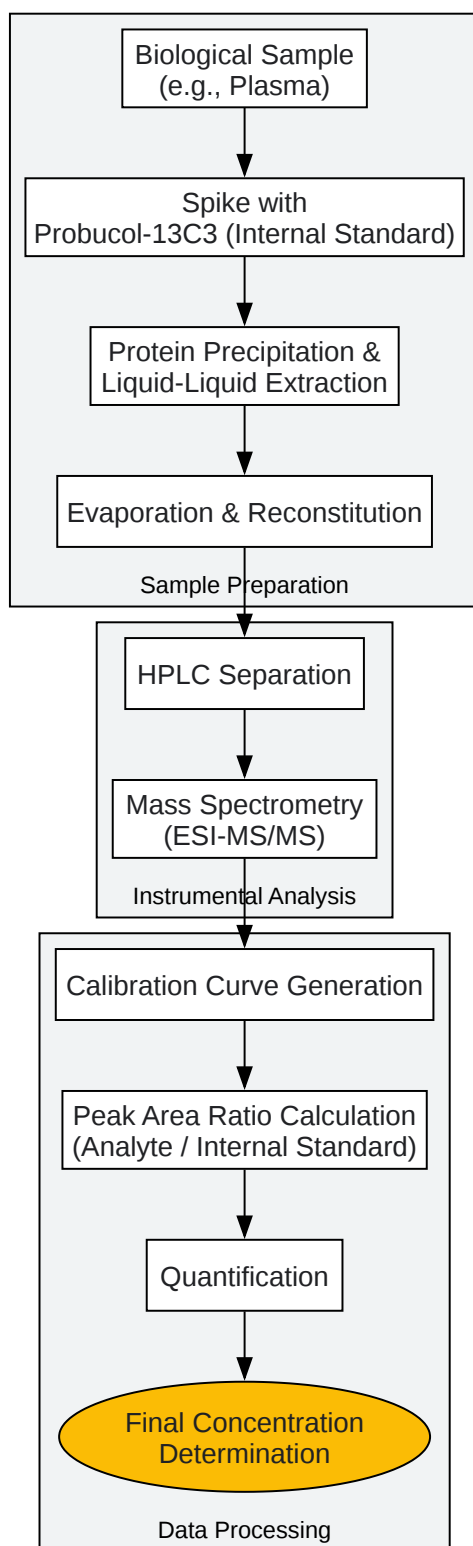 Biological Sample
(e.g., Plasma)
Spike with
Probucol-13C3 (Internal Standard)
Protein Precipitation &
Liquid-Liquid Extraction
Evaporation & Reconstitution
Sample Preparation
HPLC Separation
Mass Spectrometry
(ESI-MS/MS)
Instrumental Analysis
Calibration Curve Generation
Peak Area Ratio Calculation
(Analyte / Internal Standard)
Quantification
Final Concentration
Determination
Data Processing